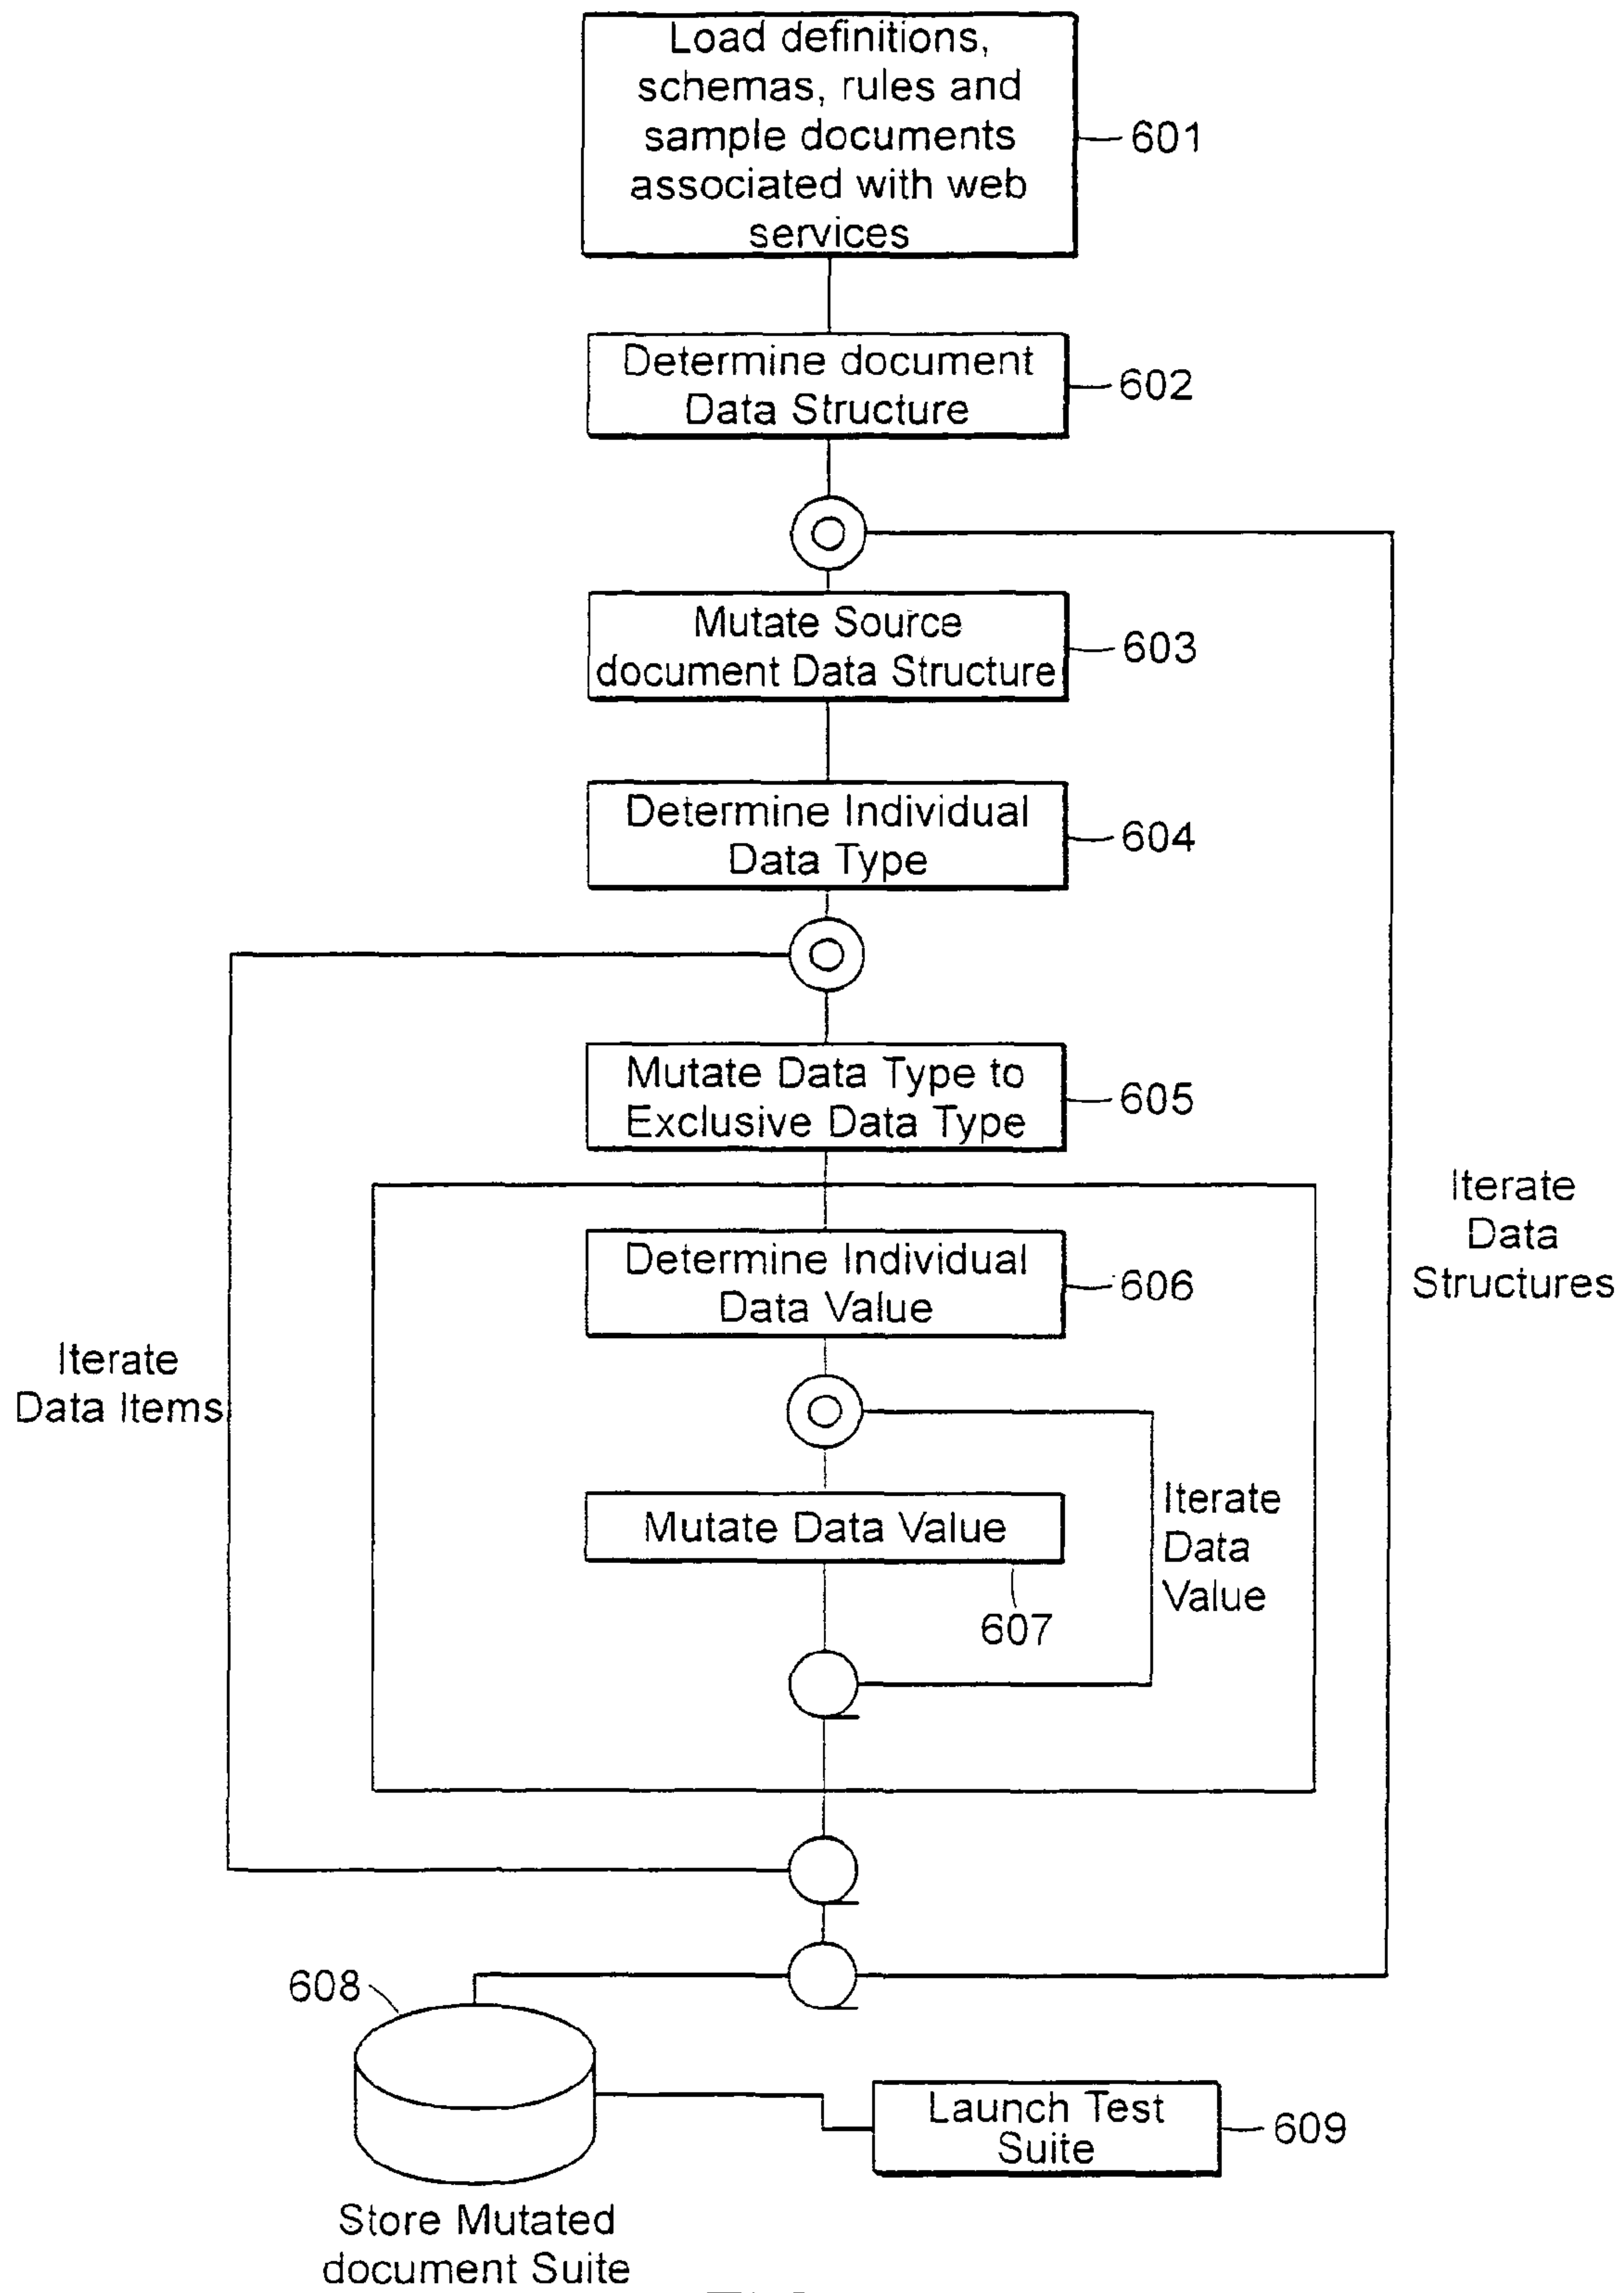 Load definitions,
schemas, rules and
sample documents
associated with web
services
601
Determine document
Data Structure
602
Mutate Source
document Data Structure
603
Determine Individual
Data Type
604
Mutate Data Type to
Exclusive Data Type
605
Iterate
Data
Structures
Determine Individual
Data Value
606
Iterate
Data Items
Mutate Data Value
607
Iterate
Data
Value
608
Launch Test
Suite
609
Store Mutated
document Suite